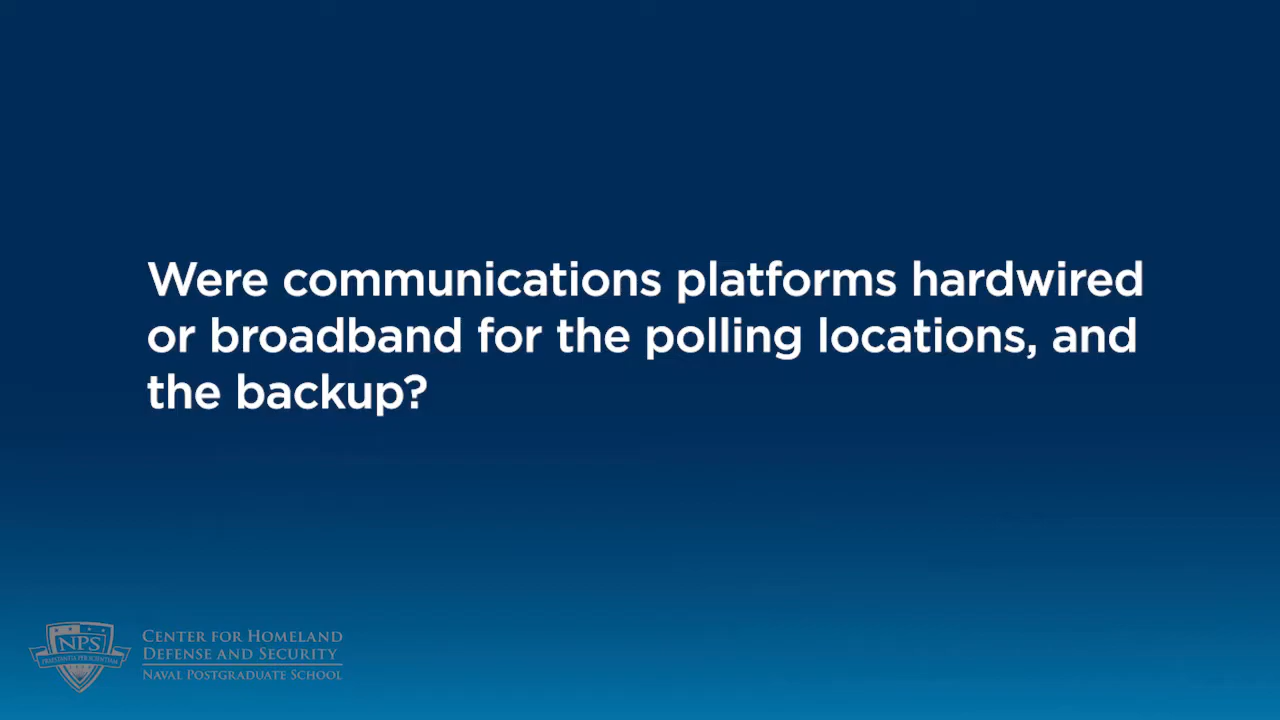 Were communications platforms hardwired
or broadband for the polling locations, and
the backup?
NPS
CENTER FOR HOMELAND
DEFENSE AND SECURITY
NAVAL POSTGRADUATE SCHOOL